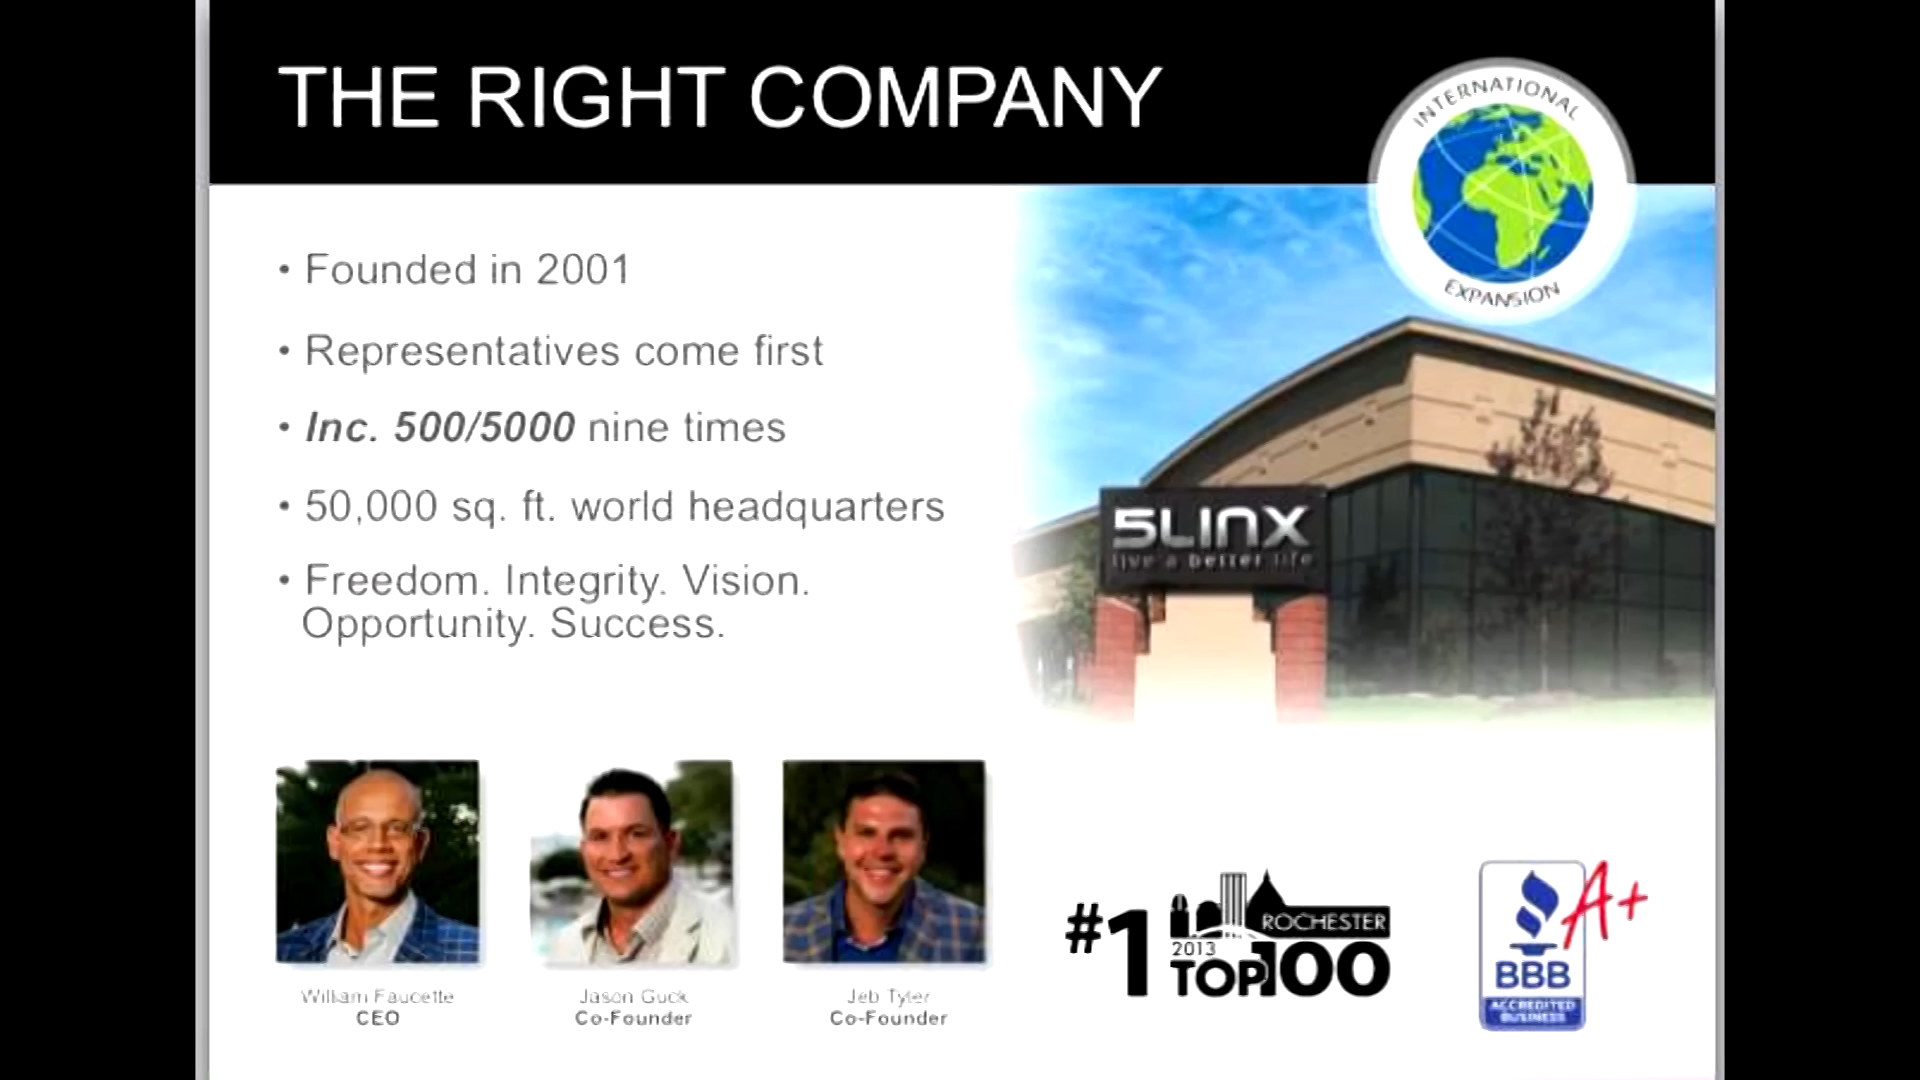 THE RIGHT COMPANY
INTERNATIONAL
EXPANSION
• Founded in 2001
• Representatives come first
• Inc. 500/5000 nine times
• 50,000 sq. ft. world headquarters
• Freedom. Integrity. Vision.
Opportunity. Success.
5LINX
live a better life
William Faucette
CEO
Jason Guck
Co-Founder
Jeb Tyler
Co-Founder
#1
ROCHESTER
2013
TOP100
A+
BBB
ACCREDITED
BUSINESS